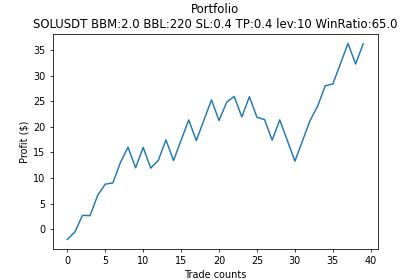 Portfolio
SOLUSDT BBM:2.0 BBL:220 SL:0.4 TP:0.4 lev:10 WinRatio:65.0
35
30
25
20
15
10
5
0
Profit ($)
0 5 10 15 20 25 30 35 40
Trade counts